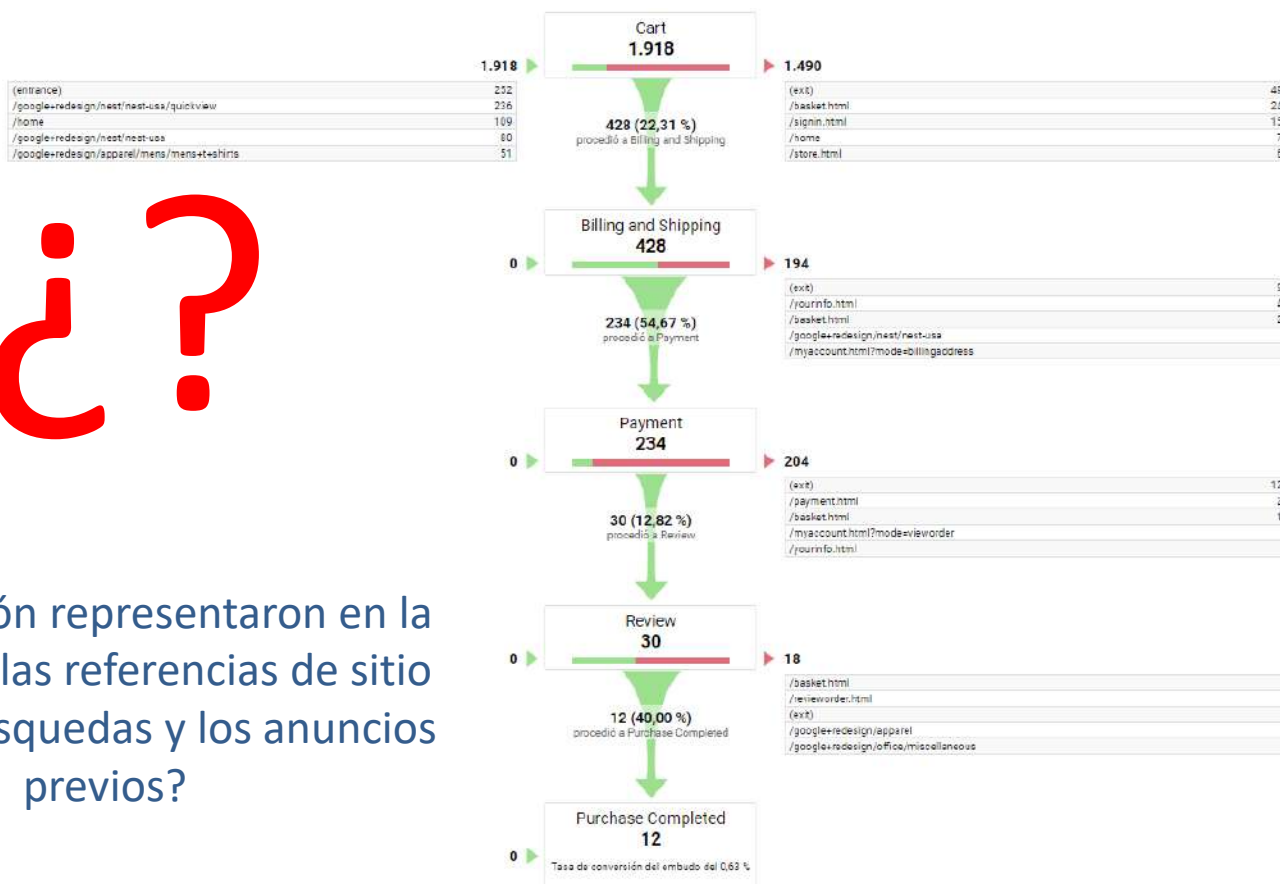 Cart
1.918
1.918
1.490
(entrance) 252
/google+redesign/nest/nest-usa/quickview 236
/home 109
/google+redesign/nest/nest-usa 80
/google+redesign/apparel/mens/mens+t+shirts 51
(exit)
/basket.html
/signin.html
/home
/store.html
428 (22,31 %)
procedió a Billing and Shipping
¿?
Billing and Shipping
428
0
194
(exit)
/yourinfo.html
/basket.html
/google+redesign/nest/nest-usa
/myaccount.html?mode=billingaddress
234 (54,67 %)
procedió a Payment
Payment
234
0
204
(exit)
/payment.html
/basket.html
/myaccount.html?mode=vieworder
/yourinfo.html
30 (12,82 %)
procedió a Review
ón representaron en la
las referencias de sitio
squedas y los anuncios
previos?
Review
30
0
18
/basket.html
/revieworder.html
(exit)
/google+redesign/apparel
/google+redesign/office/miscellaneous
12 (40,00 %)
procedió a Purchase Completed
Purchase Completed
12
0
Tasa de conversión del embudo del 0,63 %